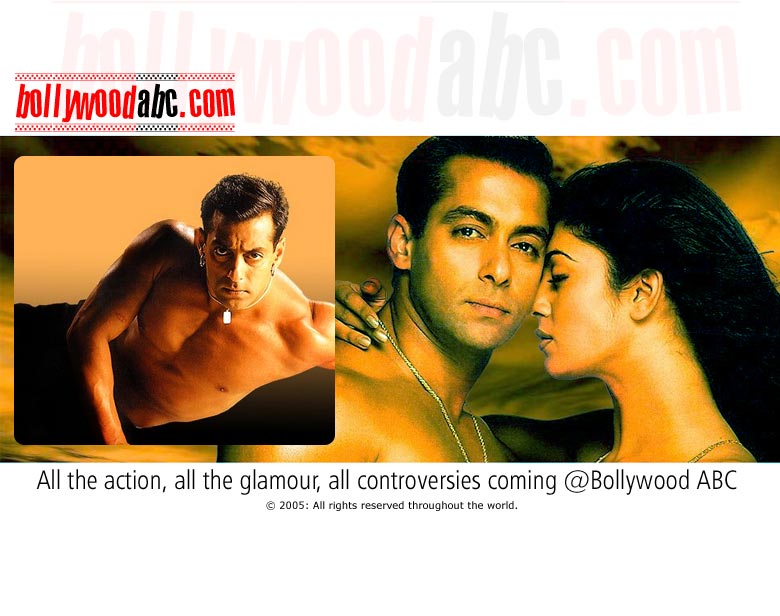 bollywoodabc.com
bollywoodabc.com
All the action, all the glamour, all controversies coming @Bollywood ABC
© 2005: All rights reserved throughout the world.